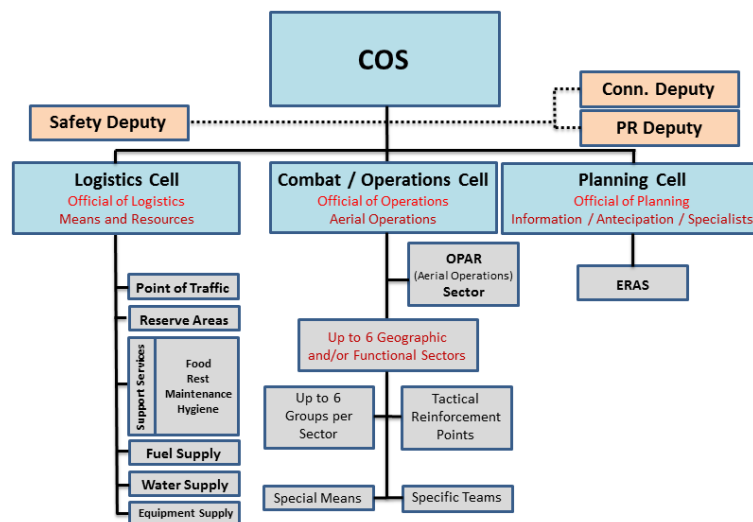 COS
Conn. Deputy
Safety Deputy
PR Deputy
Logistics Cell
Official of Logistics
Means and Resources
Combat / Operations Cell
Official of Operations
Aerial Operations
Planning Cell
Official of Planning
Information / Antecipation / Specialists
OPAR
(Aerial Operations)
Sector
ERAS
Point of Traffic
Reserve Areas
Support Services
Food
Rest
Maintenance
Hygiene
Fuel Supply
Water Supply
Equipment Supply
Up to 6 Geographic
and/or Functional Sectors
Up to 6
Groups per
Sector
Tactical
Reinforcement
Points
Special Means
Specific Teams